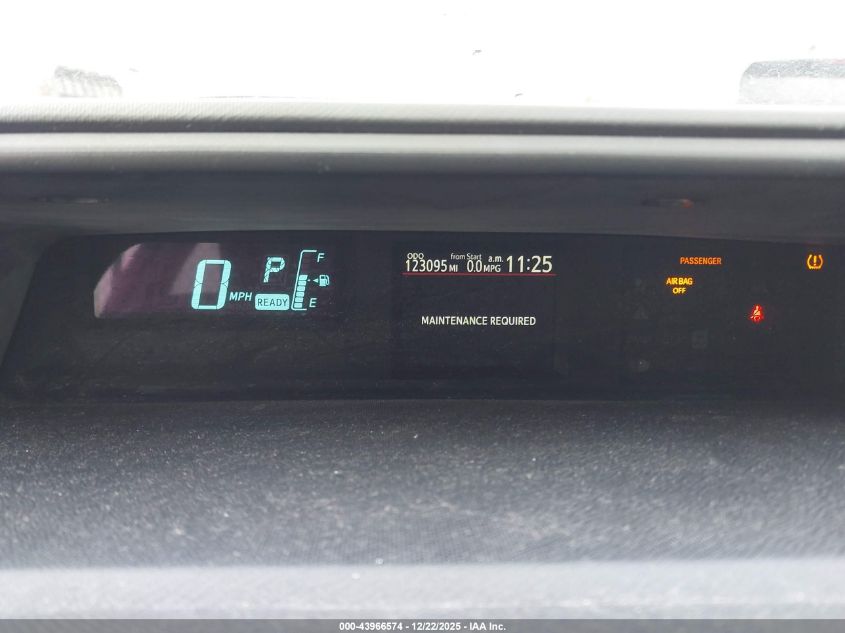 0 MPH
P
READY
F
E
ODO from Start a.m.
123095 MI 0.0 MPG 11:25
MAINTENANCE REQUIRED
PASSENGER
AIR BAG
OFF
000-43966574 - 12/22/2025 - IAA Inc.